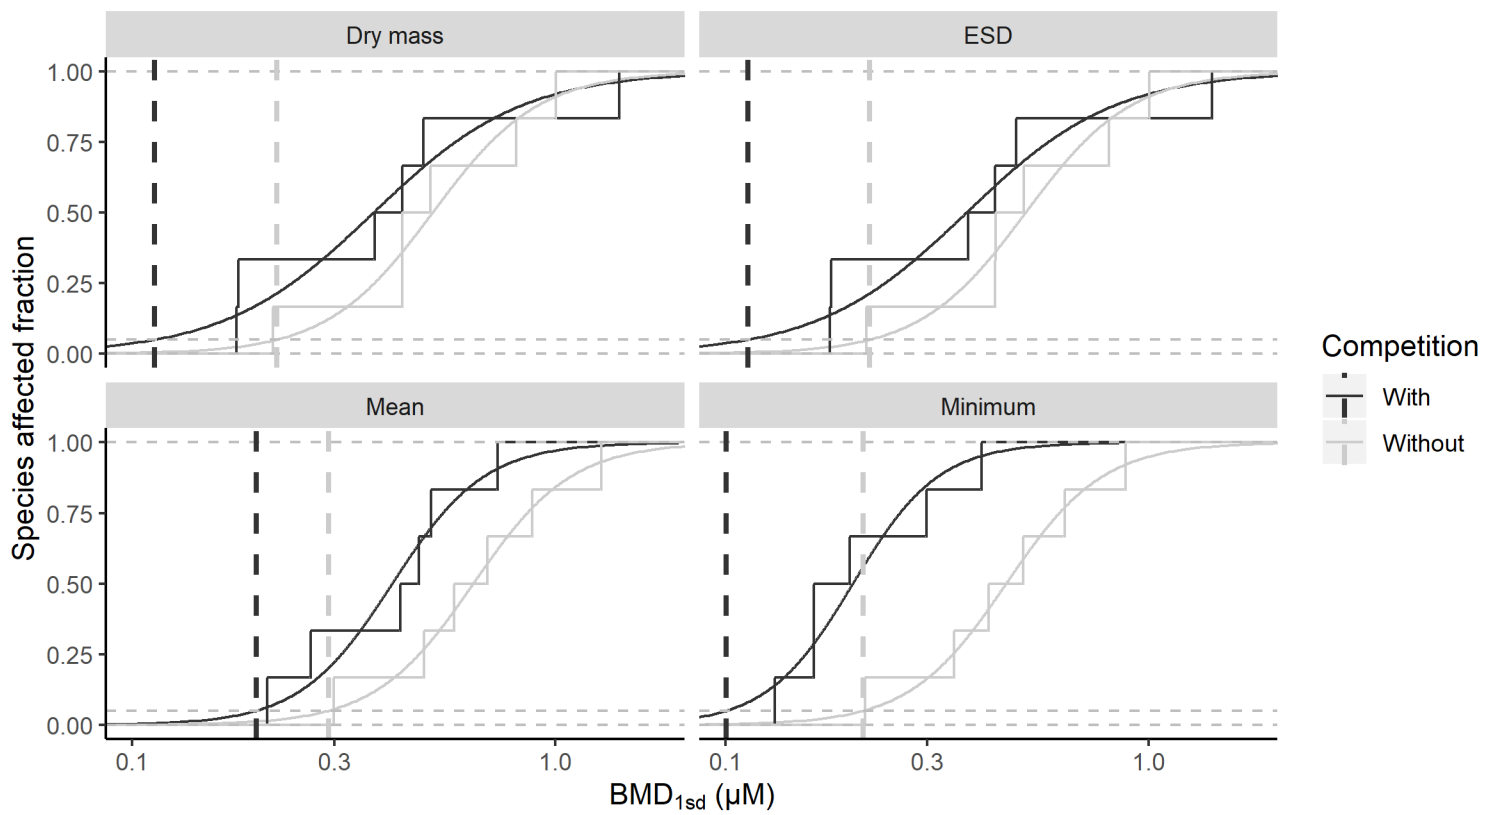 Dry mass
ESD
1.00
0.75
0.50
0.25
0.00
Mean
Minimum
1.00
0.75
0.50
0.25
0.00
0.1
0.3
1.0
0.1
0.3
1.0
Species affected fraction
BMD1sd (µM)
Competition
With
Without